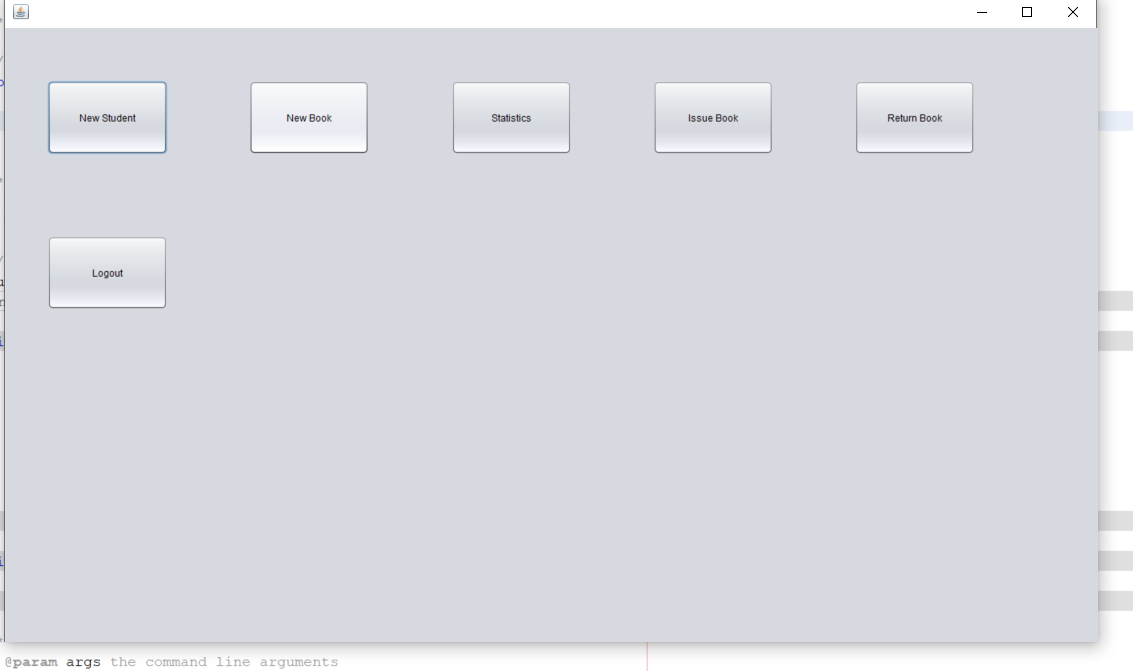 New Student
New Book
Statistics
Issue Book
Return Book
Logout
@param args the command line arguments